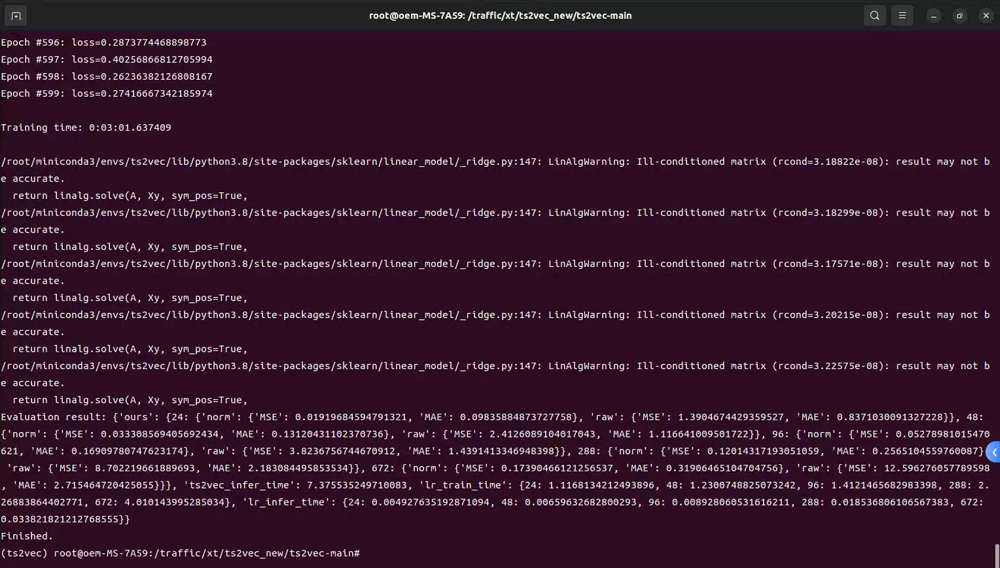 root@oem-MS-7A59: /traffic/xt/ts2vec_new/ts2vec-main
Epoch #596: loss=0.2873774468898773
Epoch #597: loss=0.40256866812705994
Epoch #598: loss=0.26236382126808167
Epoch #599: loss=0.27416667342185974
Training time: 0:03:01.637409
/root/miniconda3/envs/ts2vec/lib/python3.8/site-packages/sklearn/linear_model/_ridge.py:147: LinAlgWarning: Ill-conditioned matrix (rcond=3.18822e-08): result may not b
e accurate.
  return linalg.solve(A, Xy, sym_pos=True,
/root/miniconda3/envs/ts2vec/lib/python3.8/site-packages/sklearn/linear_model/_ridge.py:147: LinAlgWarning: Ill-conditioned matrix (rcond=3.18299e-08): result may not b
e accurate.
  return linalg.solve(A, Xy, sym_pos=True,
/root/miniconda3/envs/ts2vec/lib/python3.8/site-packages/sklearn/linear_model/_ridge.py:147: LinAlgWarning: Ill-conditioned matrix (rcond=3.17571e-08): result may not b
e accurate.
  return linalg.solve(A, Xy, sym_pos=True,
/root/miniconda3/envs/ts2vec/lib/python3.8/site-packages/sklearn/linear_model/_ridge.py:147: LinAlgWarning: Ill-conditioned matrix (rcond=3.20215e-08): result may not b
e accurate.
  return linalg.solve(A, Xy, sym_pos=True,
/root/miniconda3/envs/ts2vec/lib/python3.8/site-packages/sklearn/linear_model/_ridge.py:147: LinAlgWarning: Ill-conditioned matrix (rcond=3.22575e-08): result may not b
e accurate.
  return linalg.solve(A, Xy, sym_pos=True,
Evaluation result: {'ours': {24: {'norm': {'MSE': 0.01919684594791321, 'MAE': 0.09835884873727758}, 'raw': {'MSE': 1.3904674429359527, 'MAE': 0.8371030091327228}}, 48:
{'norm': {'MSE': 0.033308569405692434, 'MAE': 0.13120431102370736}, 'raw': {'MSE': 2.4126089104017043, 'MAE': 1.116641009501722}}, 96: {'norm': {'MSE': 0.05278981015470
621, 'MAE': 0.16909780747623174}, 'raw': {'MSE': 3.8236756744670912, 'MAE': 1.4391413346948398}}, 288: {'norm': {'MSE': 0.12014317193051059, 'MAE': 0.2565104559760087}
 'raw': {'MSE': 8.702219661889693, 'MAE': 2.183084495853534}}, 672: {'norm': {'MSE': 0.17390466121256537, 'MAE': 0.31906465104704756}, 'raw': {'MSE': 12.596276057789598
, 'MAE': 2.715464720425055}}}, 'ts2vec_infer_time': 7.375535249710083, 'lr_train_time': {24: 1.1168134212493896, 48: 1.2300748825073242, 96: 1.4121465682983398, 288: 2.
26883864402771, 672: 4.010143995285034}, 'lr_infer_time': {24: 0.004927635192871094, 48: 0.00659632682800293, 96: 0.008928060531616211, 288: 0.018536806106567383, 672:
0.033821821212768555}}
Finished.
(ts2vec) root@oem-MS-7A59:/traffic/xt/ts2vec_new/ts2vec-main#